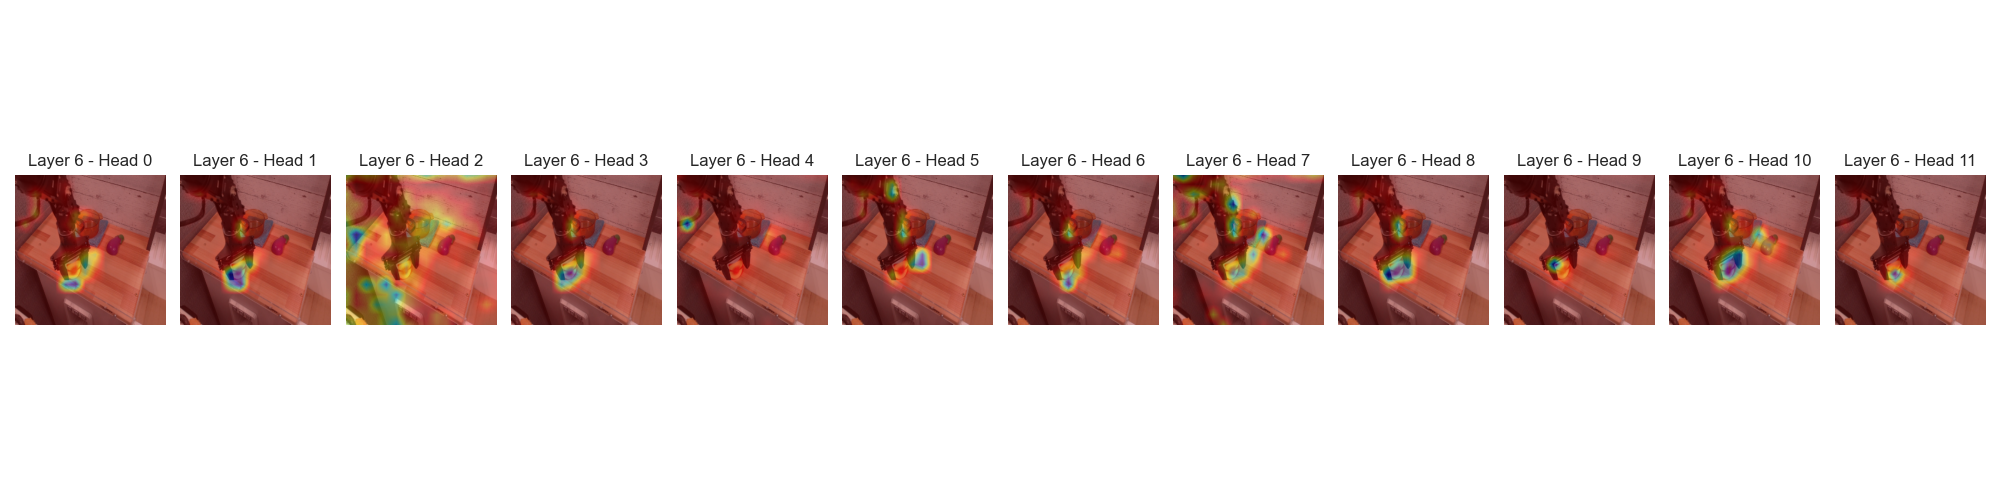 Layer 6 - Head 0
Layer 6 - Head 1
Layer 6 - Head 2
Layer 6 - Head 3
Layer 6 - Head 4
Layer 6 - Head 5
Layer 6 - Head 6
Layer 6 - Head 7
Layer 6 - Head 8
Layer 6 - Head 9
Layer 6 - Head 10
Layer 6 - Head 11